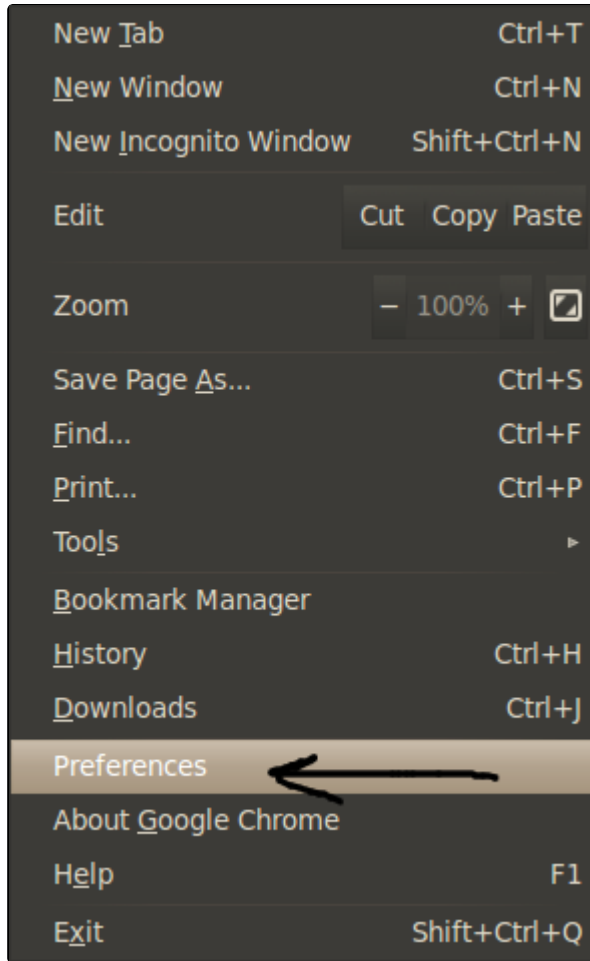 New Tab Ctrl+T
New Window Ctrl+N
New Incognito Window Shift+Ctrl+N
Edit Cut Copy Paste
Zoom − 100% +
Save Page As... Ctrl+S
Find... Ctrl+F
Print... Ctrl+P
Tools
Bookmark Manager
History Ctrl+H
Downloads Ctrl+J
Preferences
About Google Chrome
Help F1
Exit Shift+Ctrl+Q